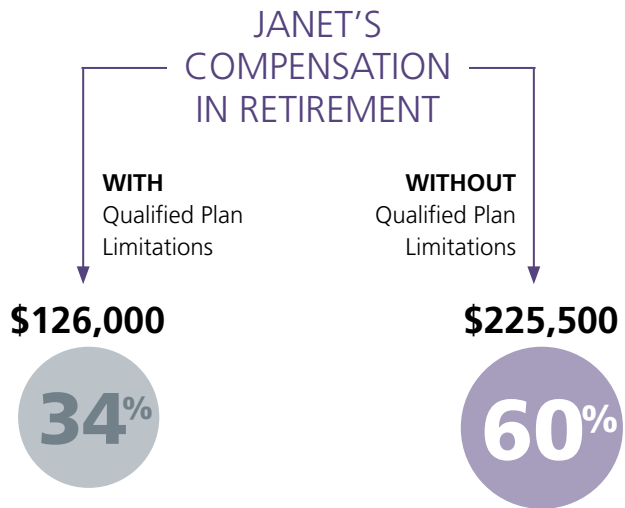 JANET’S
COMPENSATION
IN RETIREMENT
WITH
Qualified Plan
Limitations
$126,000
34%
WITHOUT
Qualified Plan
Limitations
$225,500
60%